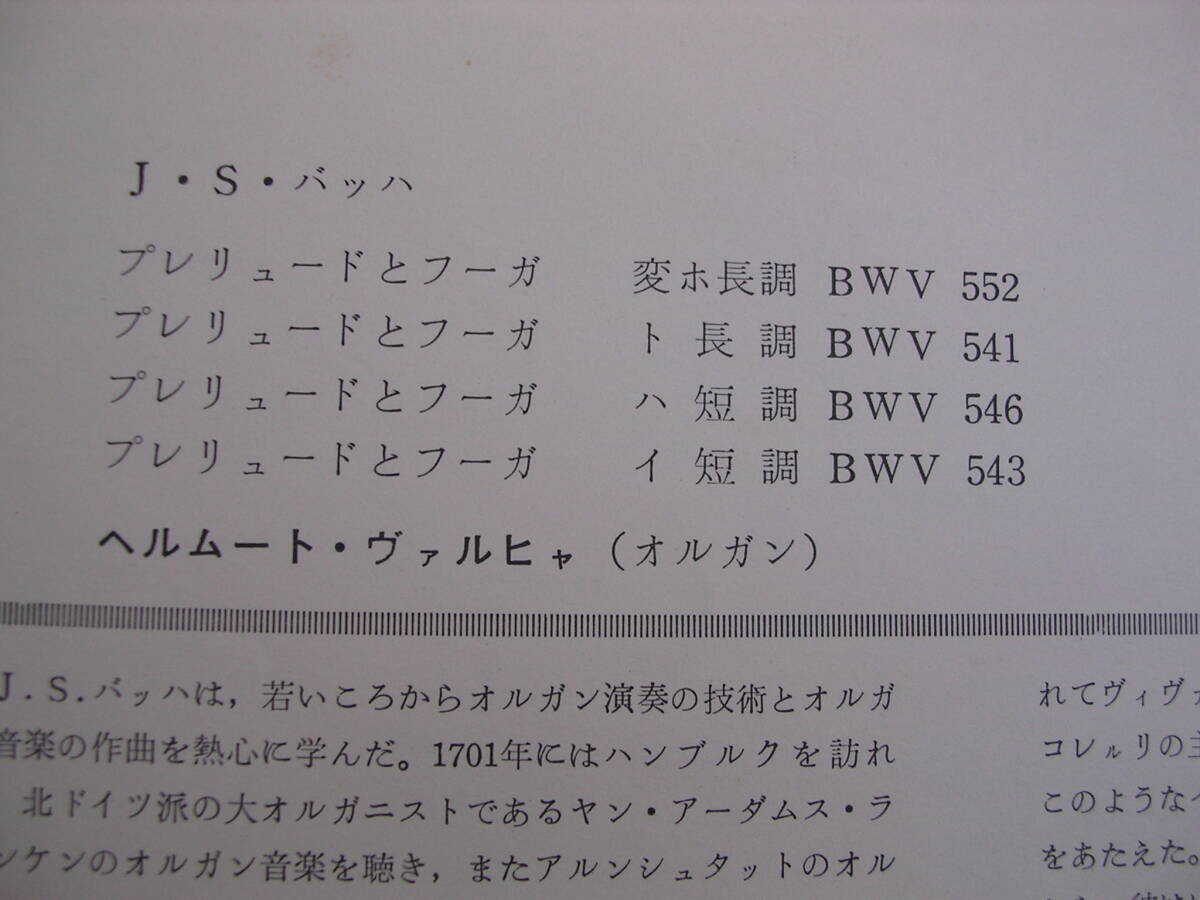 J・S・バッハ
プレリュードとフーガ 変ホ長調 BWV 552
プレリュードとフーガ ト長調 BWV 541
プレリュードとフーガ ハ短調 BWV 546
プレリュードとフーガ イ短調 BWV 543
ヘルムート・ヴァルヒャ (オルガン)
J.S.バッハは,若いころからオルガン演奏の技術とオルガ
音楽の作曲を熱心に学んだ。1701年にはハンブルクを訪れ
北ドイツ派の大オルガニストであるヤン・アーダムス・ラ
ンケンのオルガン音楽を聴き,またアルンシュタットのオル
れてヴィヴァ
コレルリの主
このような
をあたえた。